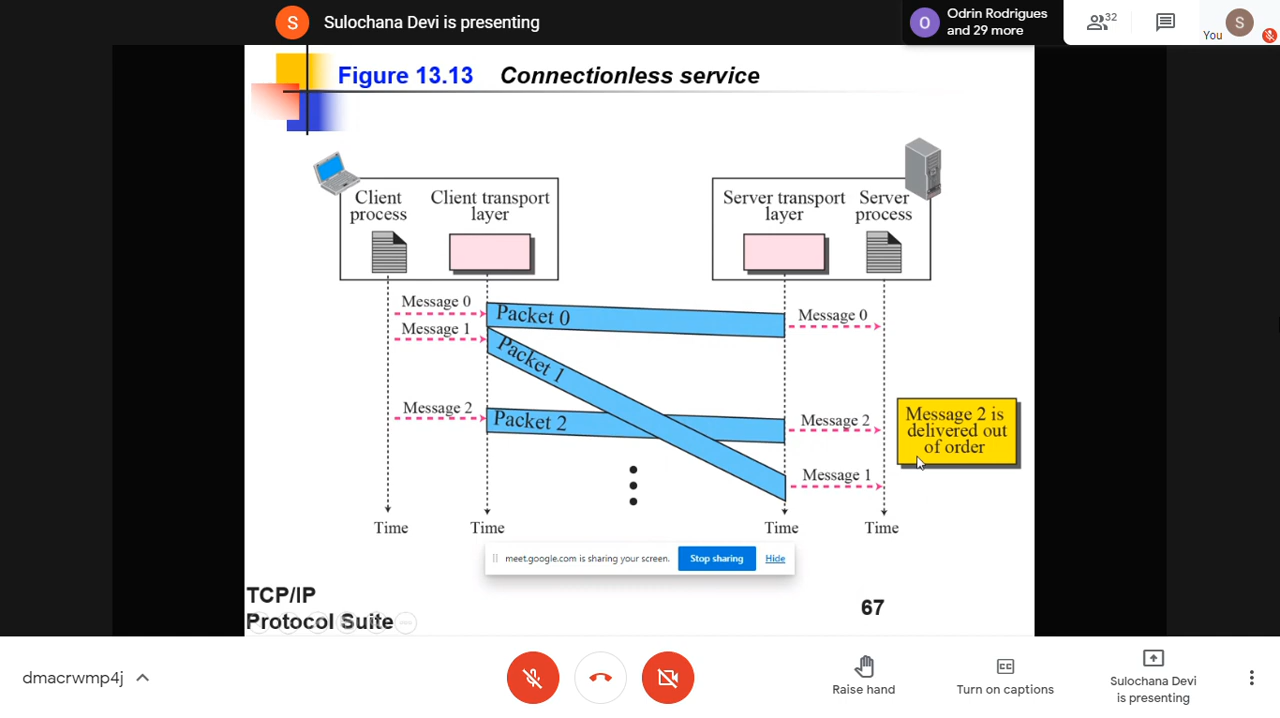 S
Sulochana Devi is presenting
O
Odrin Rodrigues
and 29 more
32
You
S
Figure 13.13 Connectionless service
Client
process
Client transport
layer
Server transport
layer
Server
process
Message 0
Packet 0
Message 0
Message 1
Packet 1
Message 2
Packet 2
Message 2
Message 2 is
delivered out
of order
Message 1
Time
Time
Time
Time
meet.google.com is sharing your screen.
Stop sharing
Hide
TCP/IP
Protocol Suite
67
dmacrwmp4j
Raise hand
CC
Turn on captions
Sulochana Devi
is presenting